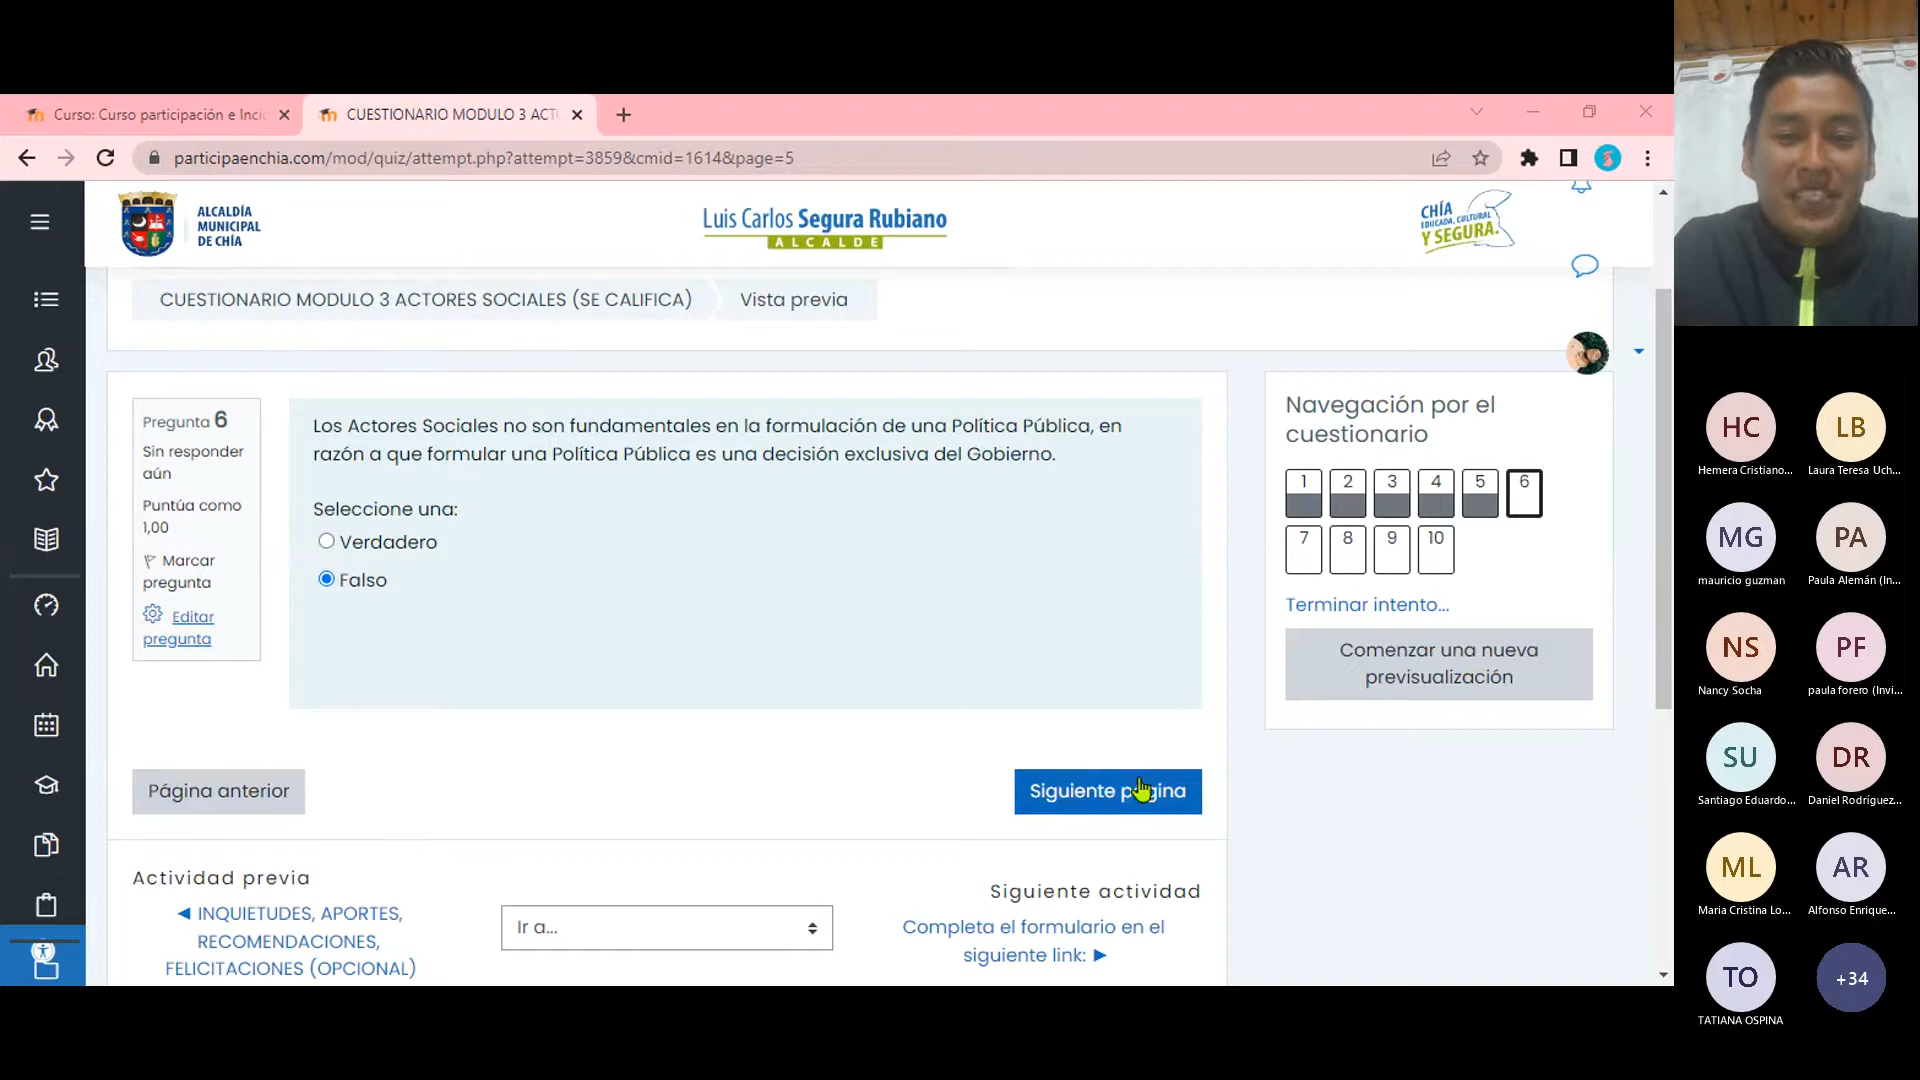 Curso: Curso participación e Inci
CUESTIONARIO MODULO 3 ACT
participaenchia.com/mod/quiz/attempt.php?attempt=3859&cmid=1614&page=5
ALCALDÍA
MUNICIPAL
DE CHÍA
Luis Carlos Segura Rubiano
ALCALDE
CHÍA
EDUCADA, CULTURAL
Y SEGURA.
CUESTIONARIO MODULO 3 ACTORES SOCIALES (SE CALIFICA)
Vista previa
Pregunta 6
Sin responder
aún
Puntúa como
1,00
Marcar
pregunta
Editar
pregunta
Los Actores Sociales no son fundamentales en la formulación de una Política Pública, en
razón a que formular una Política Pública es una decisión exclusiva del Gobierno.
Seleccione una:
Verdadero
Falso
Navegación por el
cuestionario
1 2 3 4 5 6
7 8 9 10
Terminar intento...
Comenzar una nueva
previsualización
Página anterior
Siguiente página
Actividad previa
◄ INQUIETUDES, APORTES,
RECOMENDACIONES,
FELICITACIONES (OPCIONAL)
Ir a...
Siguiente actividad
Completa el formulario en el
siguiente link: ►
HC
Hemera Cristiano...
LB
Laura Teresa Uch...
MG
mauricio guzman
PA
Paula Alemán (In...
NS
Nancy Socha
PF
paula forero (Invi...
SU
Santiago Eduardo...
DR
Daniel Rodríguez...
ML
Maria Cristina Lo...
AR
Alfonso Enrique...
TO
TATIANA OSPINA
+34